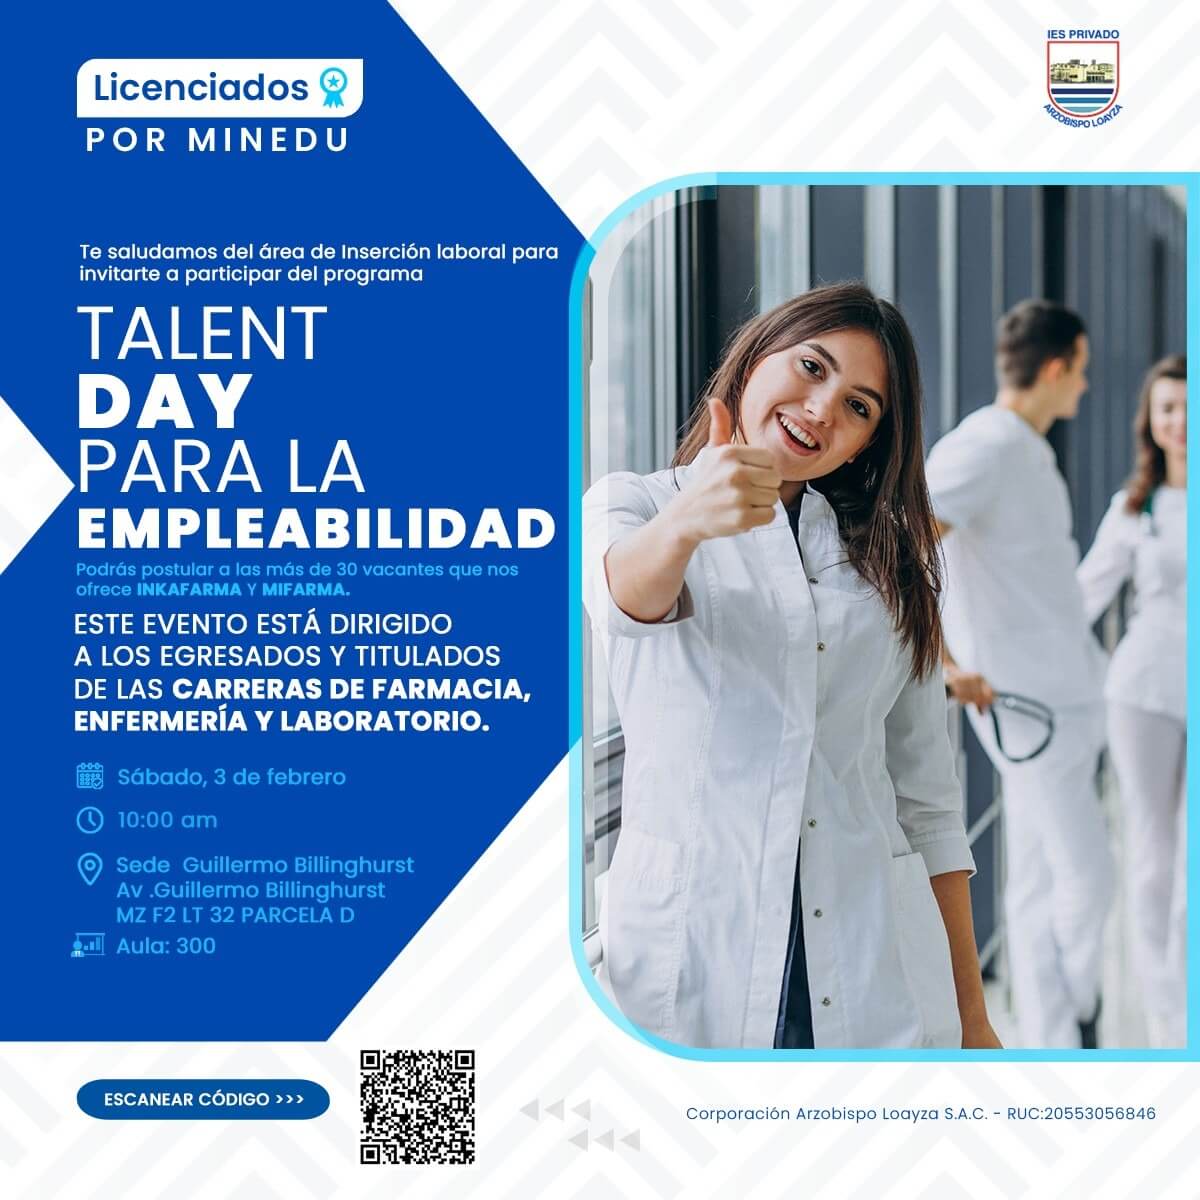 Licenciados
POR MINEDU
IES PRIVADO
ARZOBISPO LOAYZA
Te saludamos del área de Inserción laboral para
invitarte a participar del programa
TALENT
DAY
PARA LA
EMPLEABILIDAD
Podrás postular a las más de 30 vacantes que nos
ofrece INKAFARMA Y MIFARMA.
ESTE EVENTO ESTÁ DIRIGIDO
A LOS EGRESADOS Y TITULADOS
DE LAS CARRERAS DE FARMACIA,
ENFERMERÍA Y LABORATORIO.
Sábado, 3 de febrero
10:00 am
Sede Guillermo Billinghurst
Av .Guillermo Billinghurst
MZ F2 LT 32 PARCELA D
Aula: 300
ESCANEAR CÓDIGO >>>
Corporación Arzobispo Loayza S.A.C. - RUC:20553056846